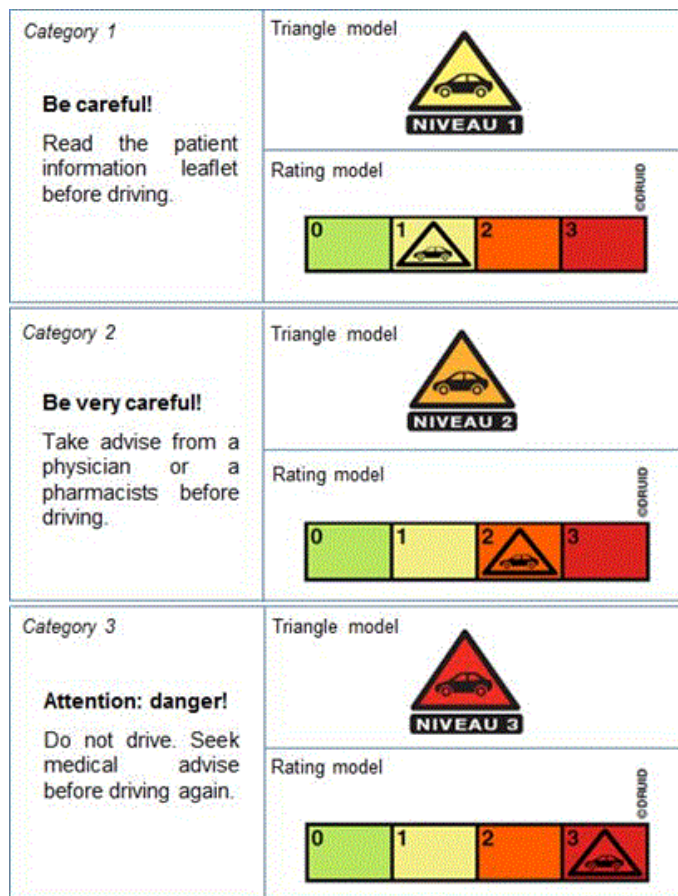 Category 1
Be careful!
Read the patient
information leaflet
before driving.
Triangle model
NIVEAU 1
Rating model
©DRUID
0 1 2 3
Category 2
Be very careful!
Take advise from a
physician or a
pharmacists before
driving.
Triangle model
NIVEAU 2
Rating model
©DRUID
0 1 2 3
Category 3
Attention: danger!
Do not drive. Seek
medical advise
before driving again.
Triangle model
NIVEAU 3
Rating model
©DRUID
0 1 2 3